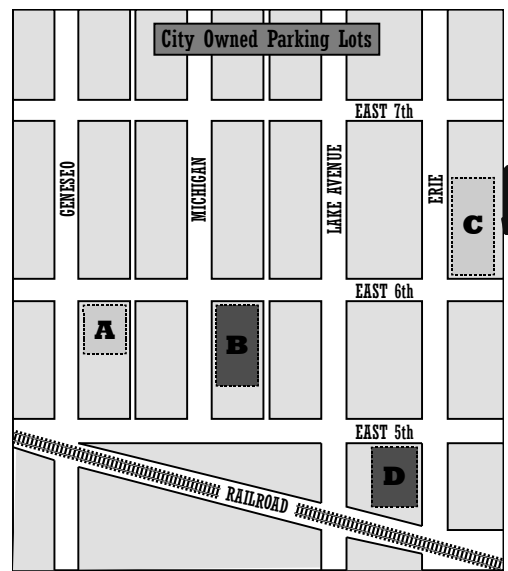 City Owned Parking Lots
EAST 7th
GENESEO
MICHIGAN
LAKE AVENUE
ERIE
C
EAST 6th
A
B
EAST 5th
D
RAILROAD